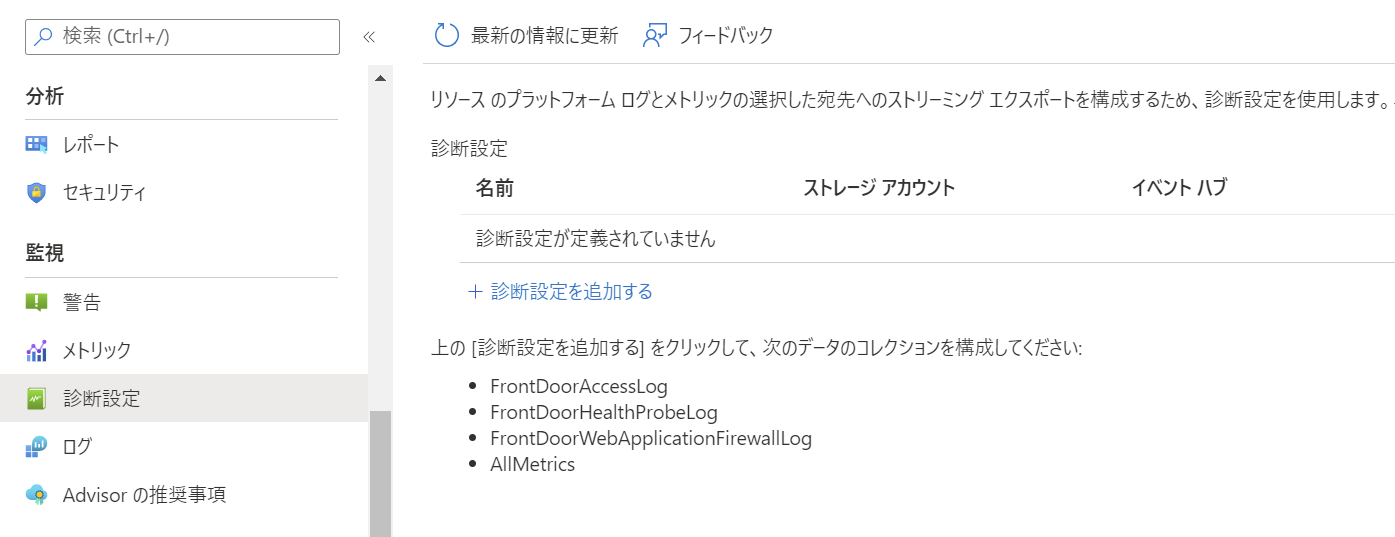 検索 (Ctrl+/)
«
最新の情報に更新
フィードバック
分析
レポート
セキュリティ
監視
警告
メトリック
診断設定
ログ
Advisor の推奨事項
リソース のプラットフォーム ログとメトリックの選択した宛先へのストリーミング エクスポートを構成するため、診断設定を使用します。
診断設定
名前 ストレージ アカウント イベント ハブ
診断設定が定義されていません
+ 診断設定を追加する
上の [診断設定を追加する] をクリックして、次のデータのコレクションを構成してください:
• FrontDoorAccessLog
• FrontDoorHealthProbeLog
• FrontDoorWebApplicationFirewallLog
• AllMetrics